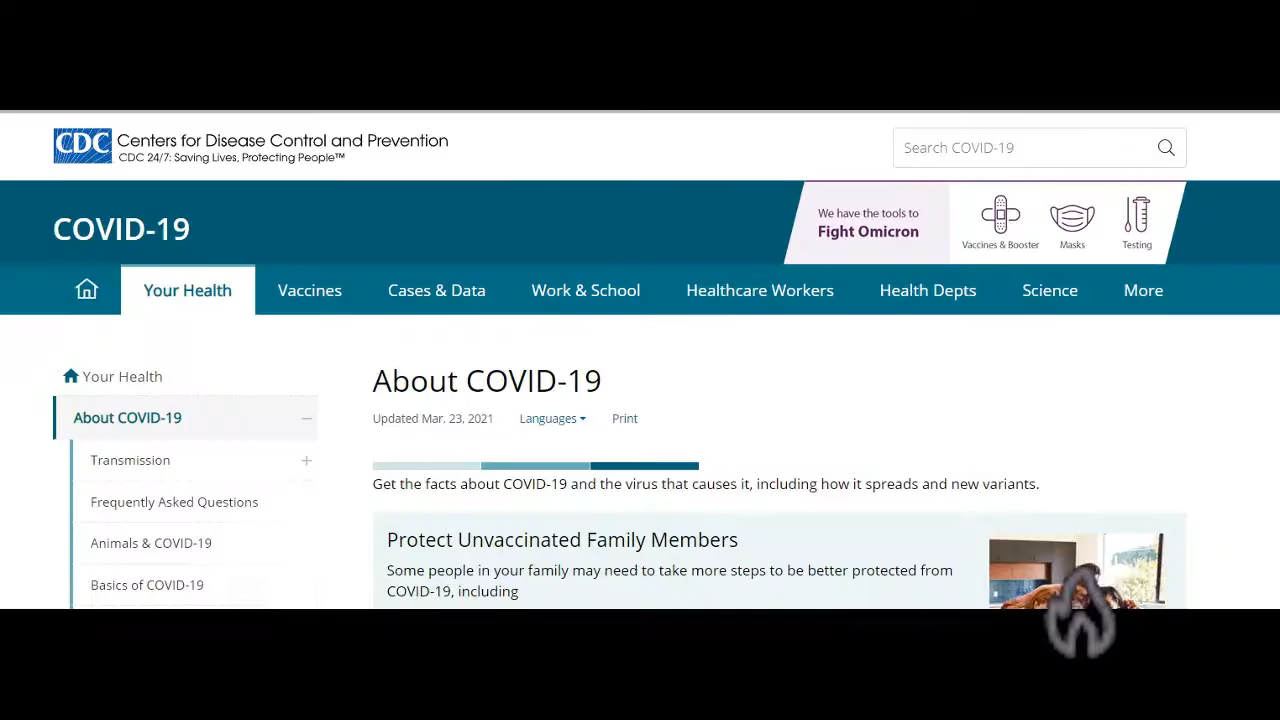 CDC Centers for Disease Control and Prevention
CDC 24/7: Saving Lives, Protecting People™
Search COVID-19
COVID-19
We have the tools to
Fight Omicron
Vaccines & Booster
Masks
Testing
Your Health
Vaccines
Cases & Data
Work & School
Healthcare Workers
Health Depts
Science
More
Your Health
About COVID-19
Transmission
Frequently Asked Questions
Animals & COVID-19
Basics of COVID-19
About COVID-19
Updated Mar. 23, 2021
Languages
Print
Get the facts about COVID-19 and the virus that causes it, including how it spreads and new variants.
Protect Unvaccinated Family Members
Some people in your family may need to take more steps to be better protected from
COVID-19, including